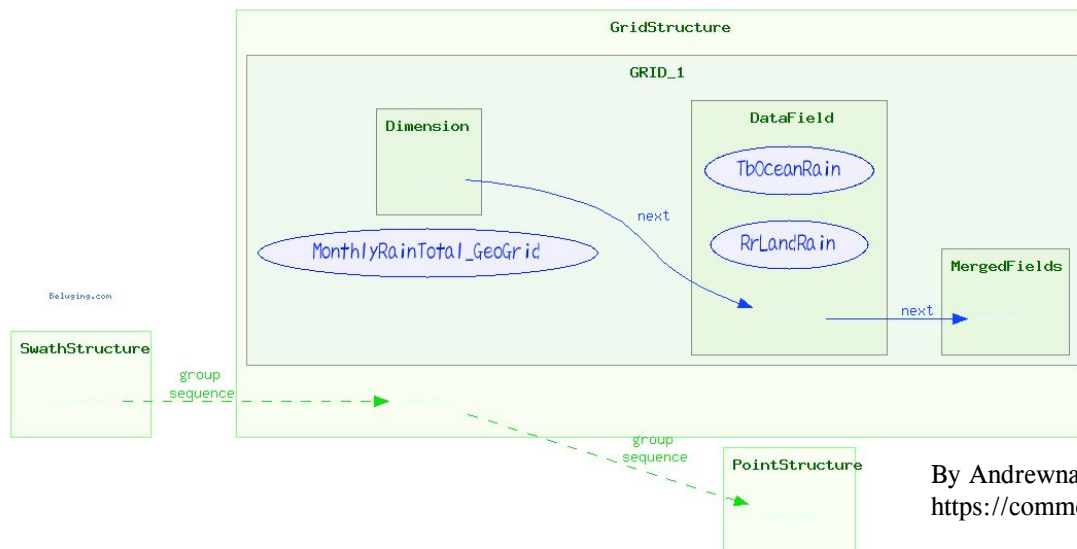 GridStructure
GRID_1
Dimension
DataField
TbOceanRain
next
RrLandRain
MonthlyRainTotal_GeoGrid
MergedFields
next
Beluging.com
SwathStructure
group
sequence
group
sequence
PointStructure
By Andrewna
https://comm